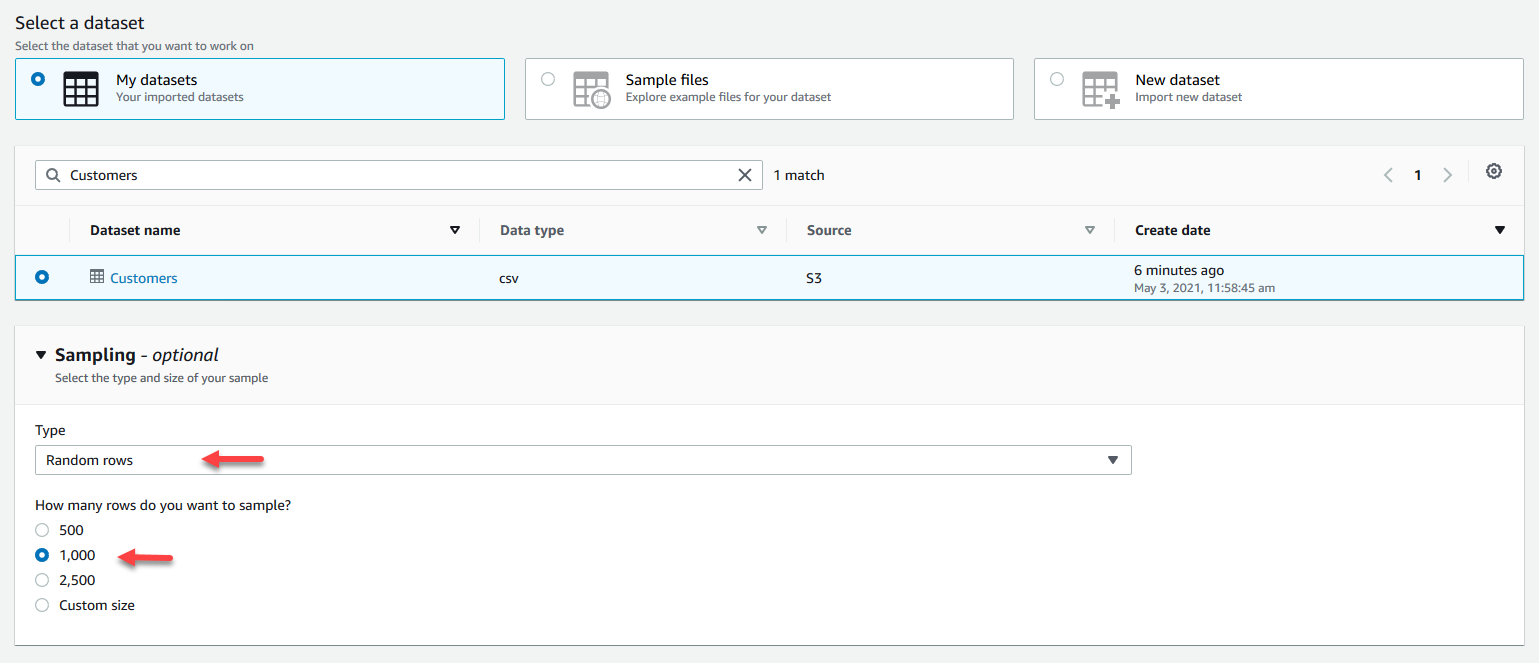 Select a dataset
Select the dataset that you want to work on
My datasets
Your imported datasets
Sample files
Explore example files for your dataset
New dataset
Import new dataset
Customers
1 match
1
Dataset name
Data type
Source
Create date
Customers
csv
S3
6 minutes ago
May 3, 2021, 11:58:45 am
Sampling - optional
Select the type and size of your sample
Type
Random rows
How many rows do you want to sample?
500
1,000
2,500
Custom size